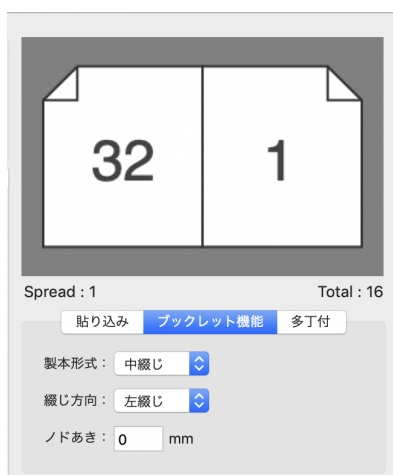 32 1
Spread : 1 Total : 16
貼り込み ブックレット機能 多丁付
製本形式： 中綴じ
綴じ方向： 左綴じ
ノドあき： 0 mm